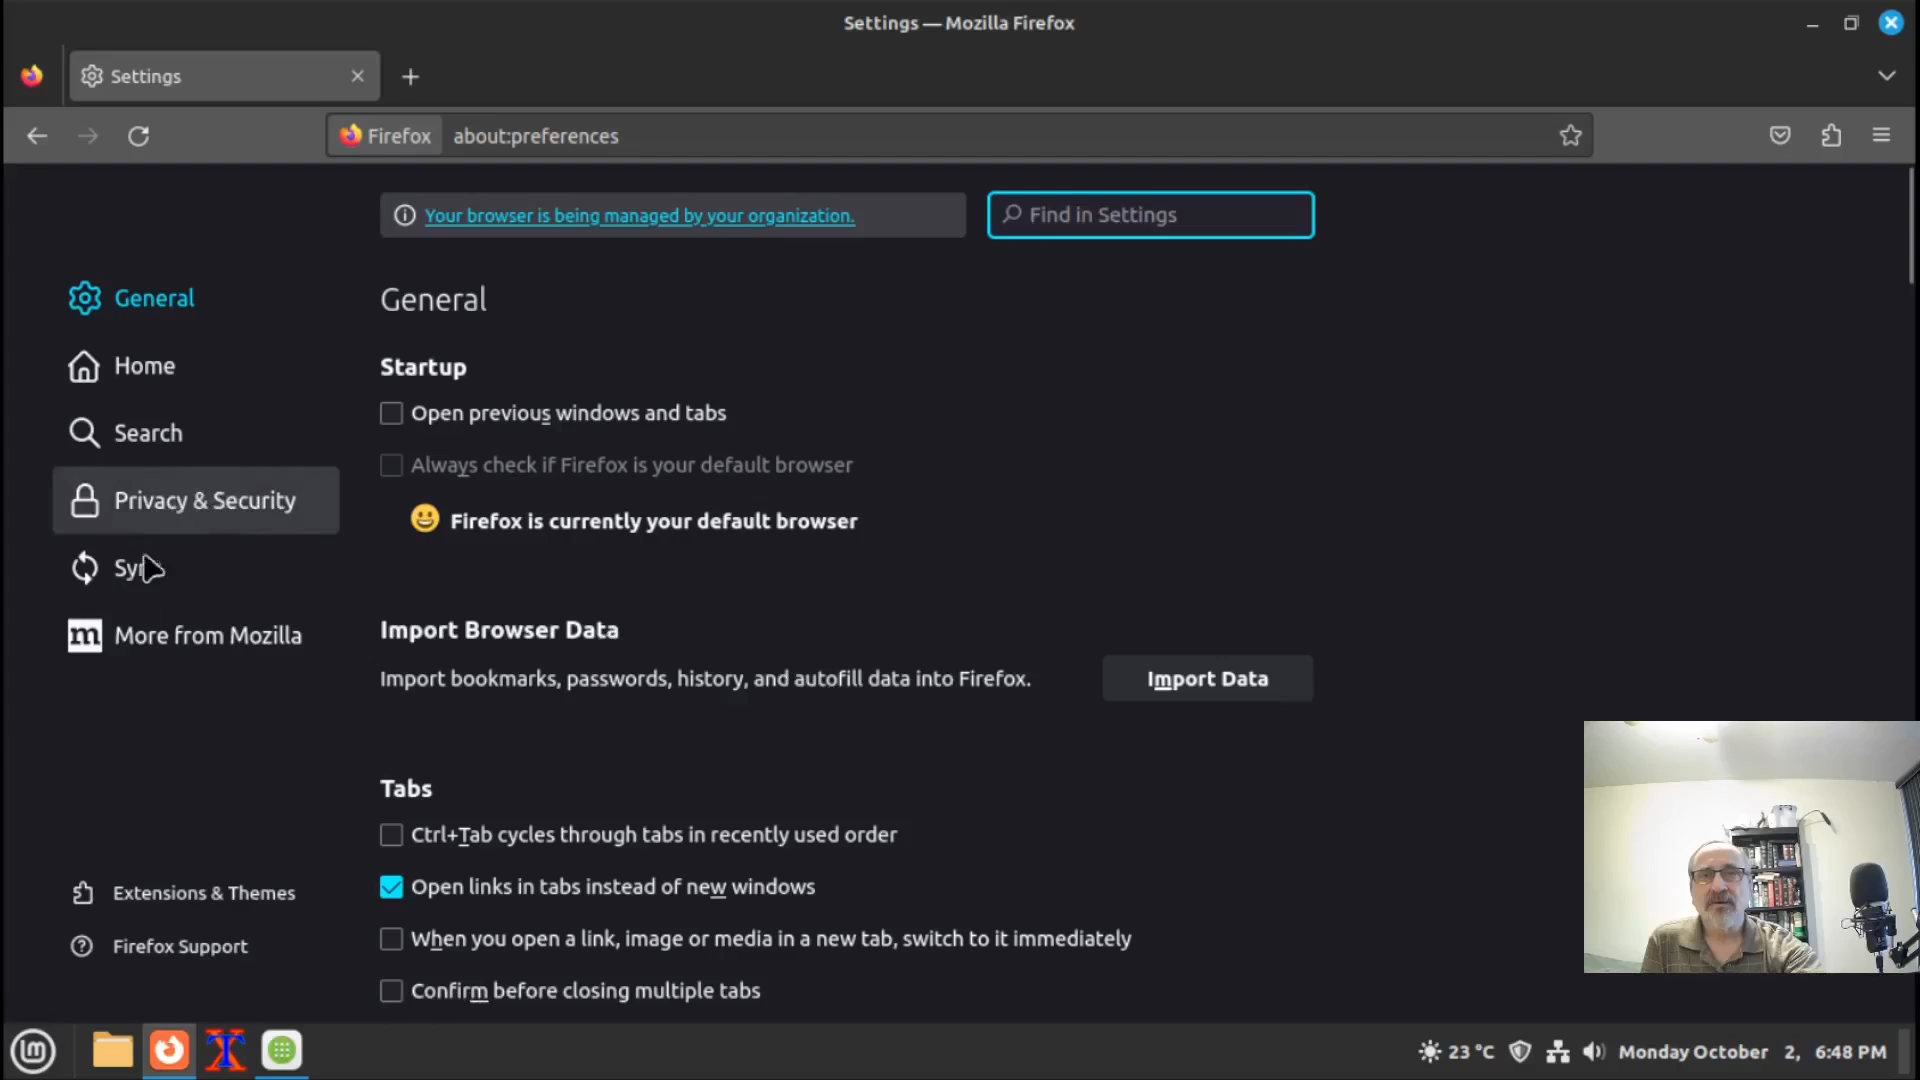 Settings — Mozilla Firefox
Settings
Firefox about:preferences
Your browser is being managed by your organization.
Find in Settings
General
Home
Search
Privacy & Security
More from Mozilla
Extensions & Themes
Firefox Support
General
Startup
Open previous windows and tabs
Always check if Firefox is your default browser
Firefox is currently your default browser
Import Browser Data
Import bookmarks, passwords, history, and autofill data into Firefox.
Import Data
Tabs
Ctrl+Tab cycles through tabs in recently used order
Open links in tabs instead of new windows
When you open a link, image or media in a new tab, switch to it immediately
Confirm before closing multiple tabs
23 °C
Monday October 2, 6:48 PM